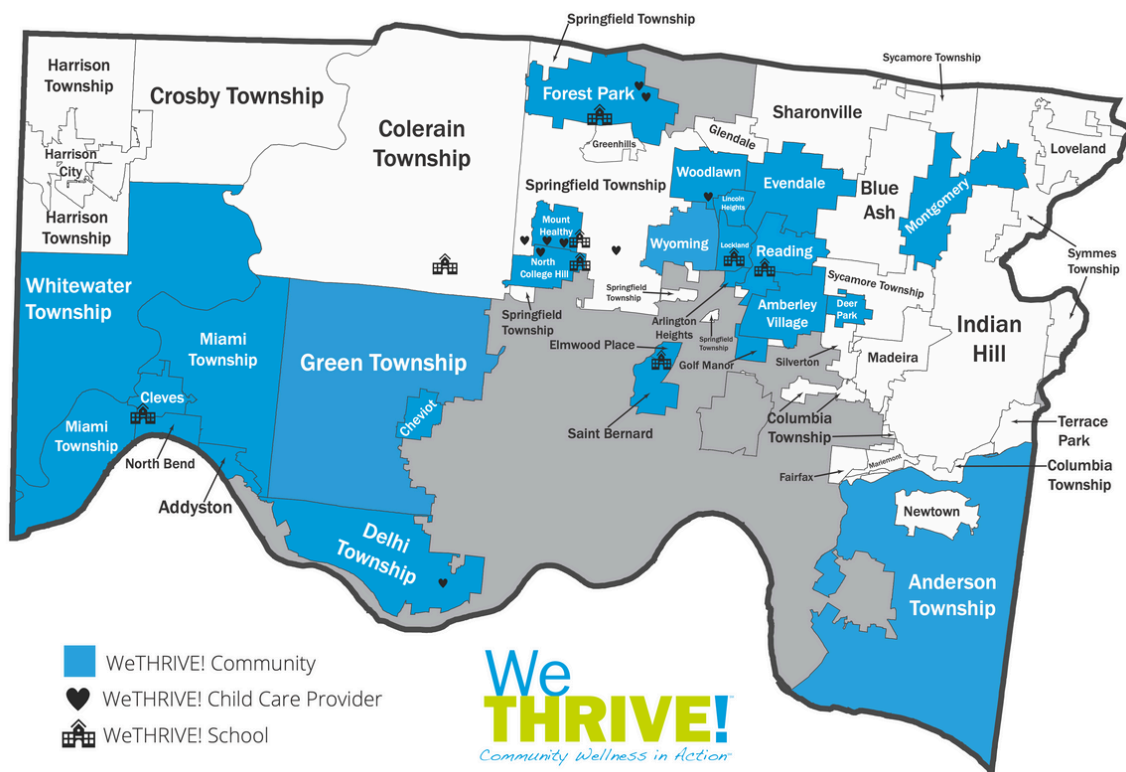 Springfield Township
Sycamore Township
Harrison
Township
Crosby Township
Forest Park
Sharonville
Colerain
Township
Glendale
Greenhills
Loveland
Harrison
City
Woodlawn
Evendale
Blue
Ash
Springfield Township
Montgomery
Lincoln
Heights
Harrison
Township
Mount
Healthy
Wyoming
Lockland
Reading
Symmes
Township
North
College Hill
Sycamore Township
Whitewater
Township
Springfield
Township
Springfield
Township
Arlington
Heights
Amberley
Village
Deer
Park
Indian
Hill
Miami
Township
Green Township
Elmwood Place
Springfield
Township
Golf Manor
Silverton
Madeira
Cleves
Cheviot
Miami
Township
Saint Bernard
Columbia
Township
Terrace
Park
North Bend
Mariemont
Fairfax
Columbia
Township
Addyston
Newtown
Delhi
Township
Anderson
Township
WeTHRIVE! Community
WeTHRIVE! Child Care Provider
WeTHRIVE! School
We
THRIVE!
Community Wellness in Action